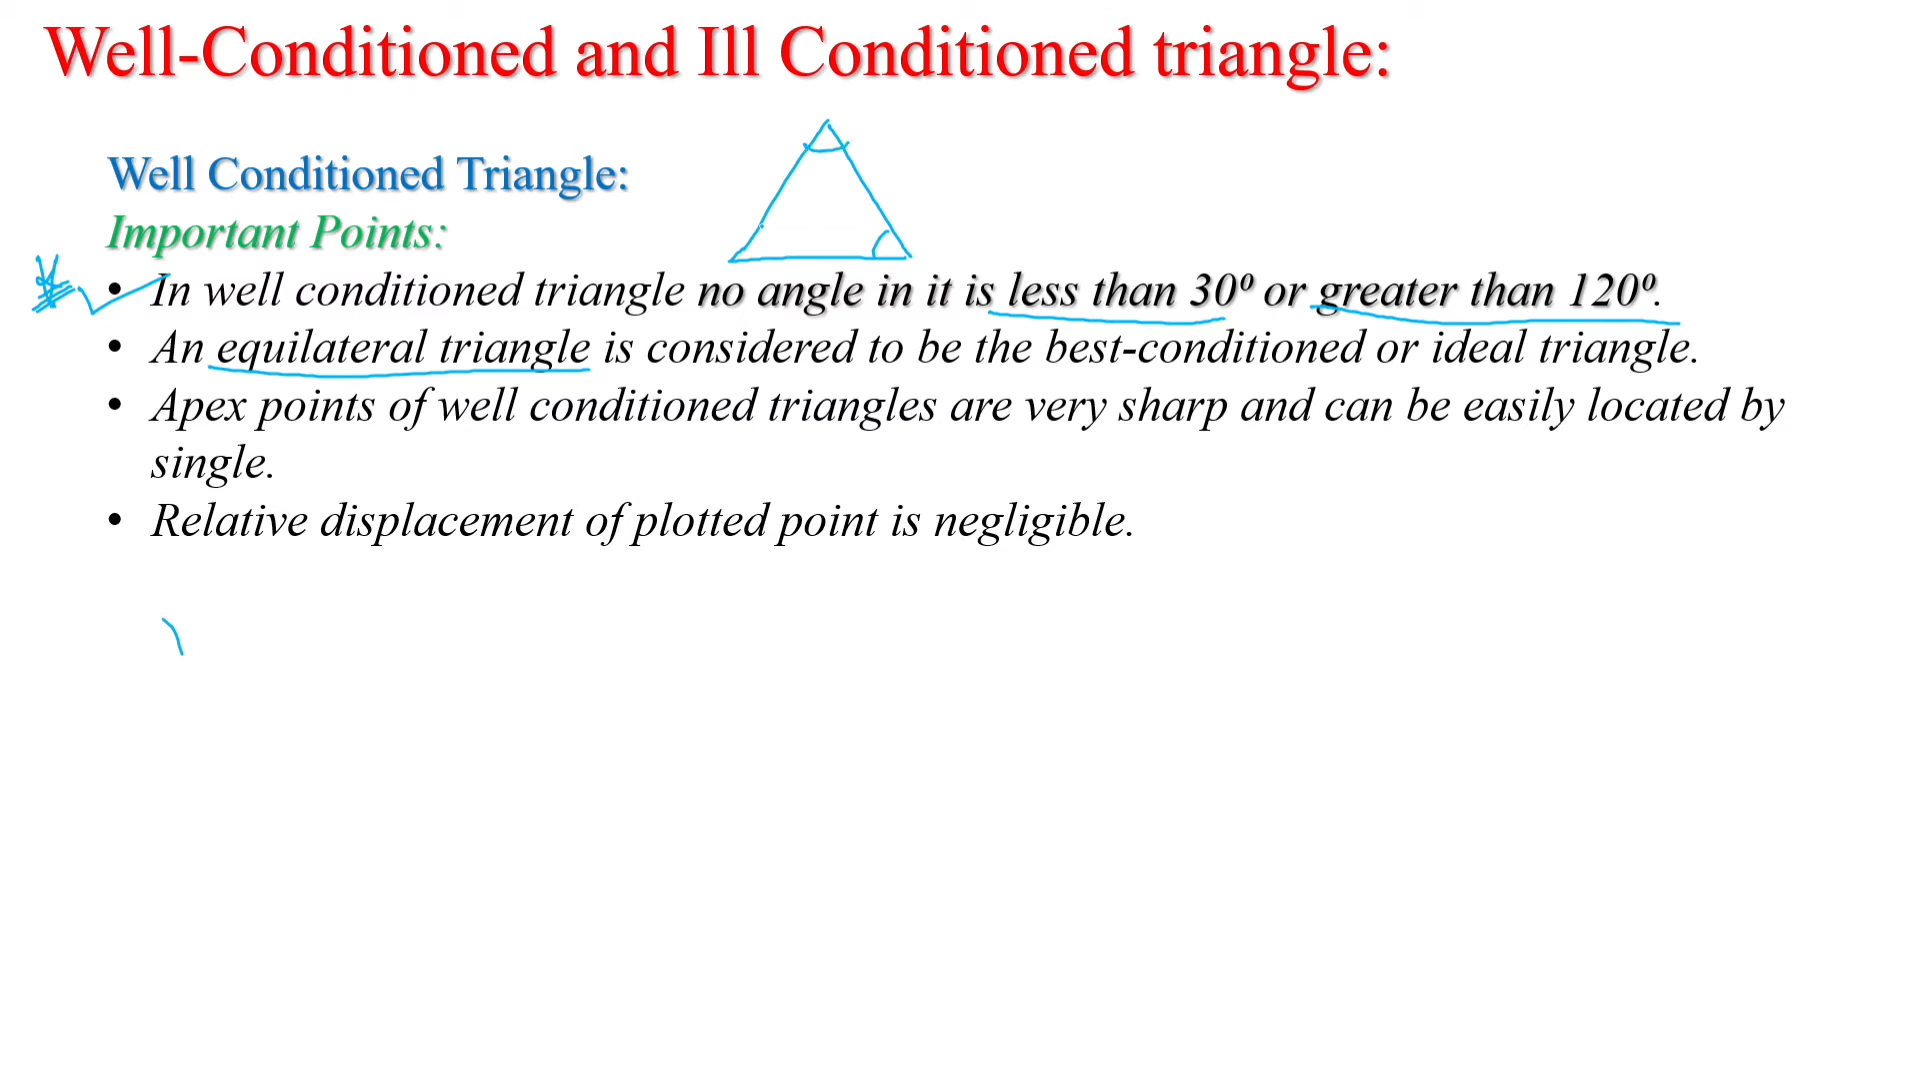 Well-Conditioned and Ill Conditioned triangle:
Well Conditioned Triangle:
Important Points:
• In well conditioned triangle no angle in it is less than 30º or greater than 120º.
• An equilateral triangle is considered to be the best-conditioned or ideal triangle.
• Apex points of well conditioned triangles are very sharp and can be easily located by
single.
• Relative displacement of plotted point is negligible.